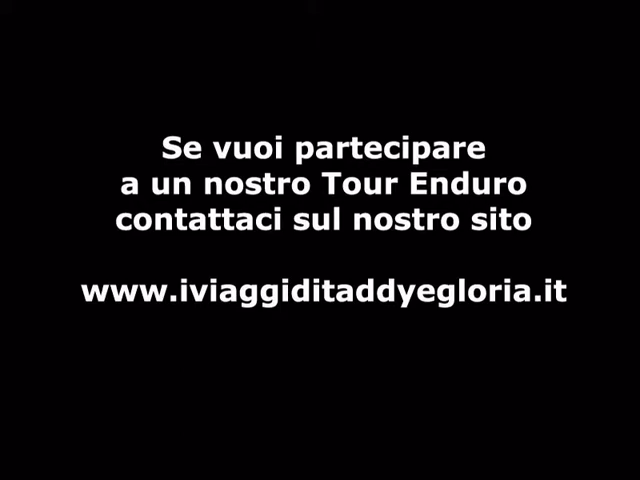 Se vuoi partecipare
a un nostro Tour Enduro
contattaci sul nostro sito
www.iviaggiditaddyegloria.it